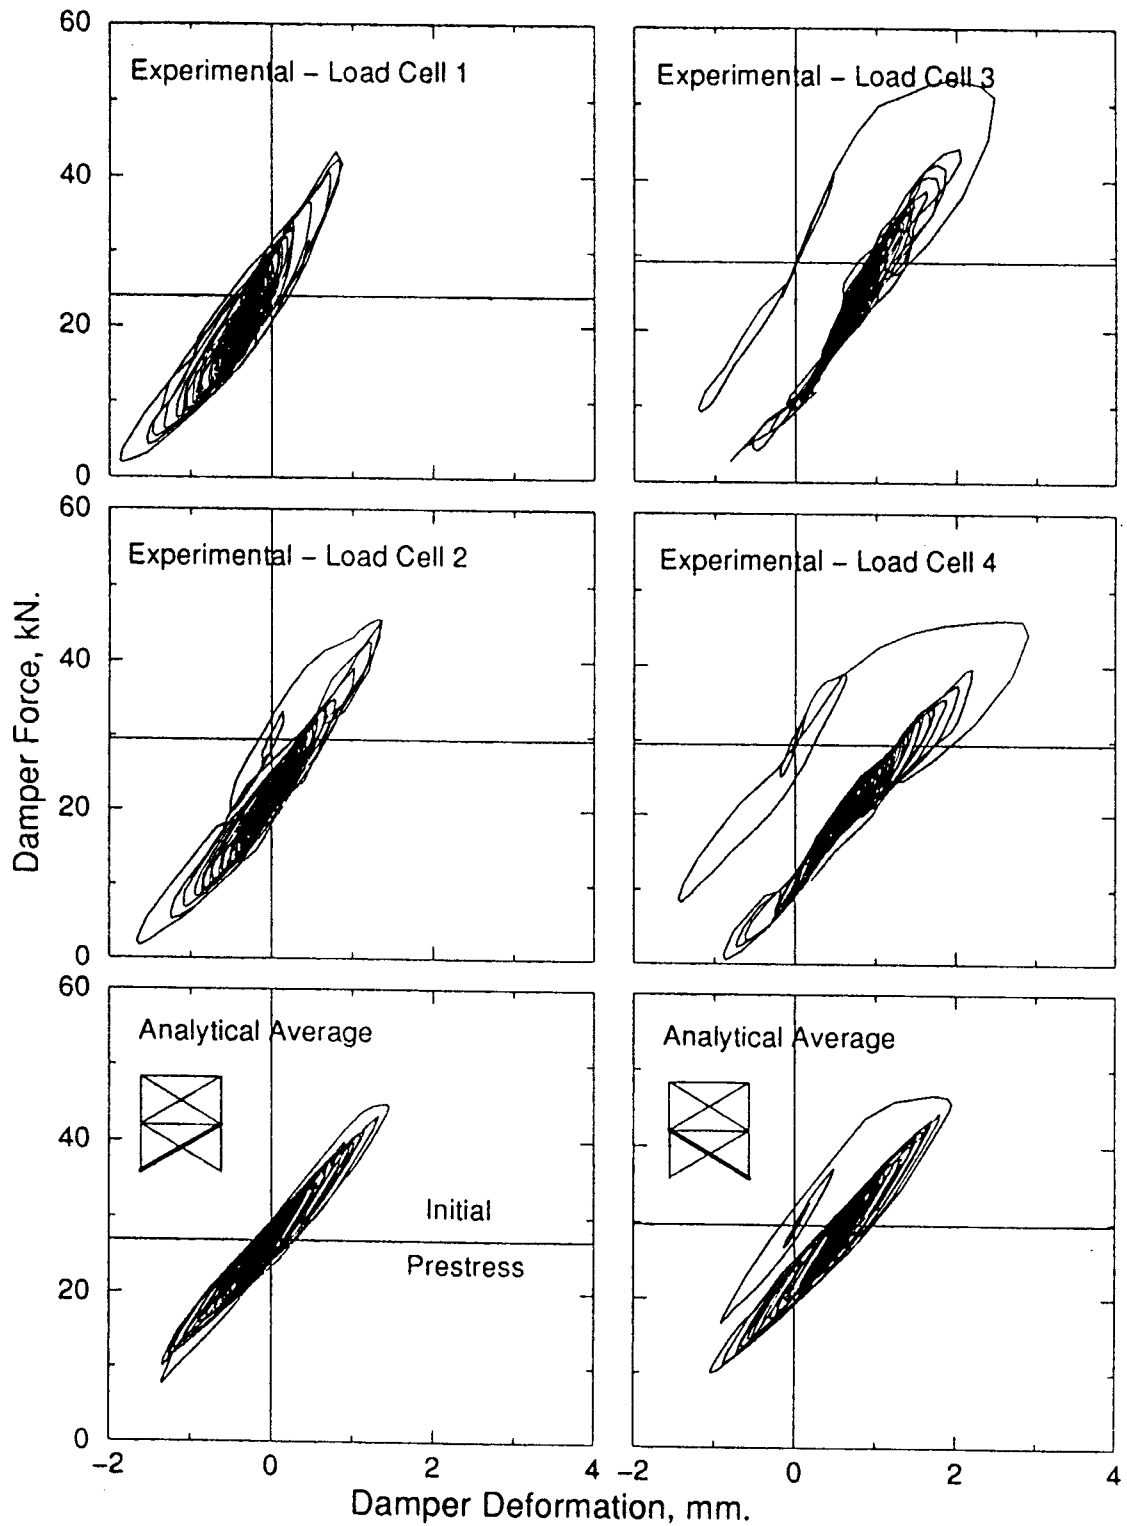 60
Experimental – Load Cell 1
Experimental – Load Cell 3
40
20
0
60
Experimental – Load Cell 2
Experimental – Load Cell 4
Damper Force, kN.
40
20
0
60
Analytical Average
Analytical Average
40
Initial
Prestress
20
0
−2 0 2 4
−2 0 2 4
Damper Deformation, mm.